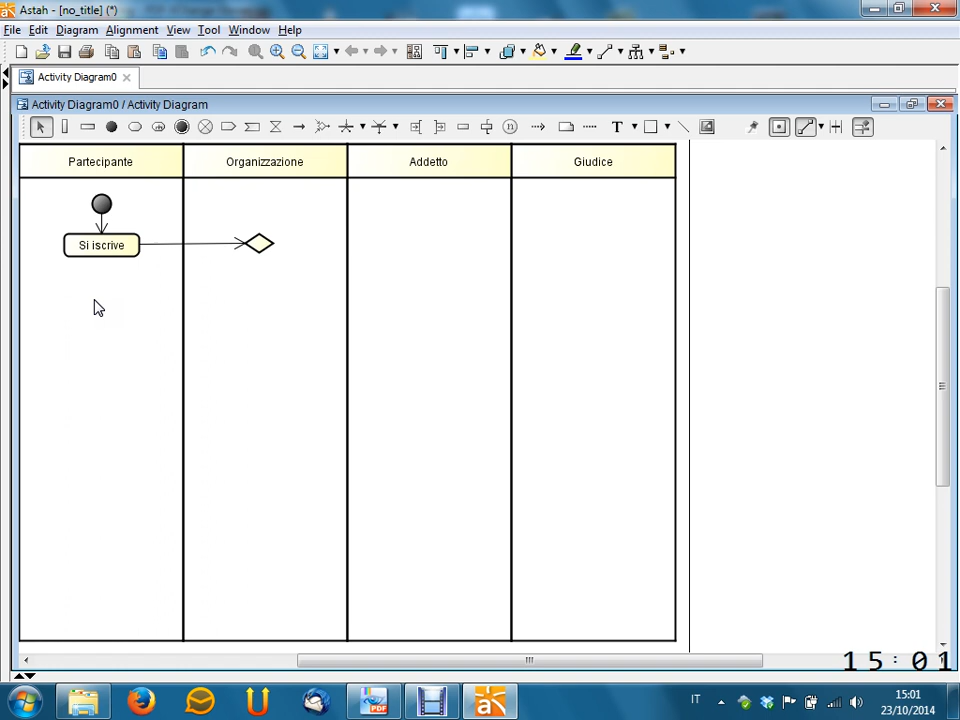 Astah - [no_title] (*)
File Edit Diagram Alignment View Tool Window Help
Activity Diagram0
Activity Diagram0 / Activity Diagram
n T
Partecipante Organizzazione Addetto Giudice
Si iscrive
15:01
PDF
IT
15:01
23/10/2014